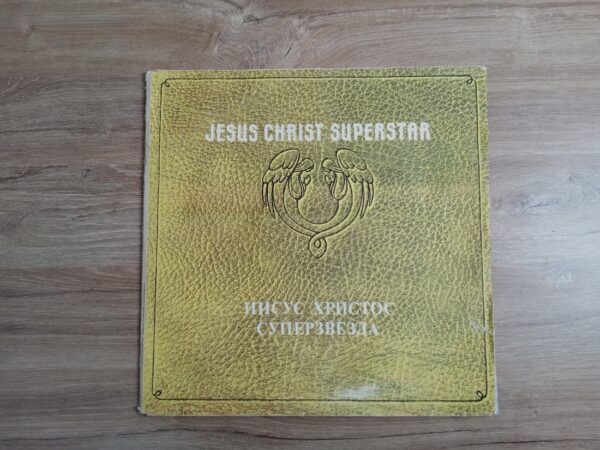 JESUS CHRIST SUPERSTAR
ИИСУС ХРИСТОС
СУПЕРЗВЕЗДА